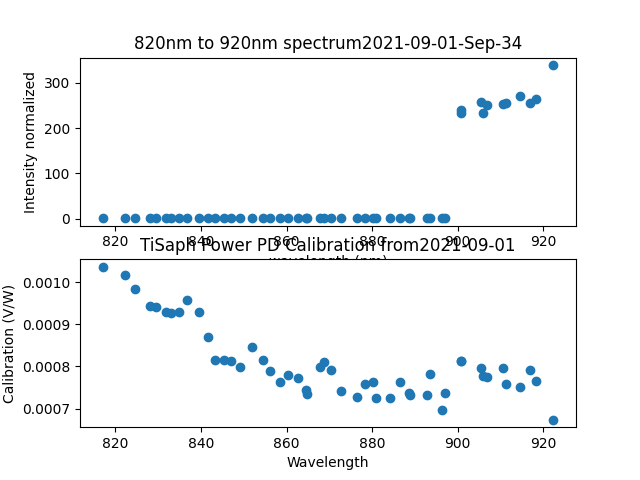 820nm to 920nm spectrum2021-09-01-Sep-34
Intensity normalized
300
200
100
0
820 840 860 880 900 920
wavelength (nm)
TiSaph Power PD Calibration from2021-09-01
Calibration (V/W)
0.0010
0.0009
0.0008
0.0007
820 840 860 880 900 920
Wavelength